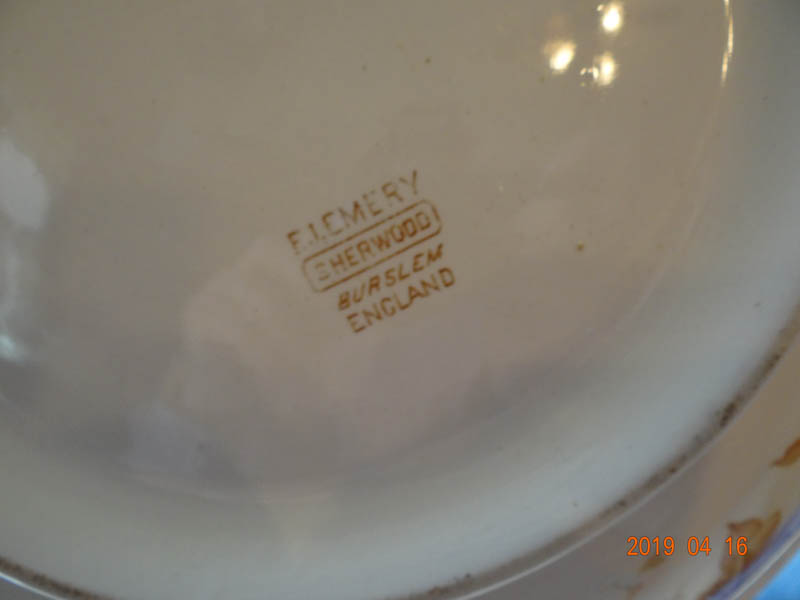 F.J.EMERY
SHERWOOD
BURSLEM
ENGLAND
2019 04 16